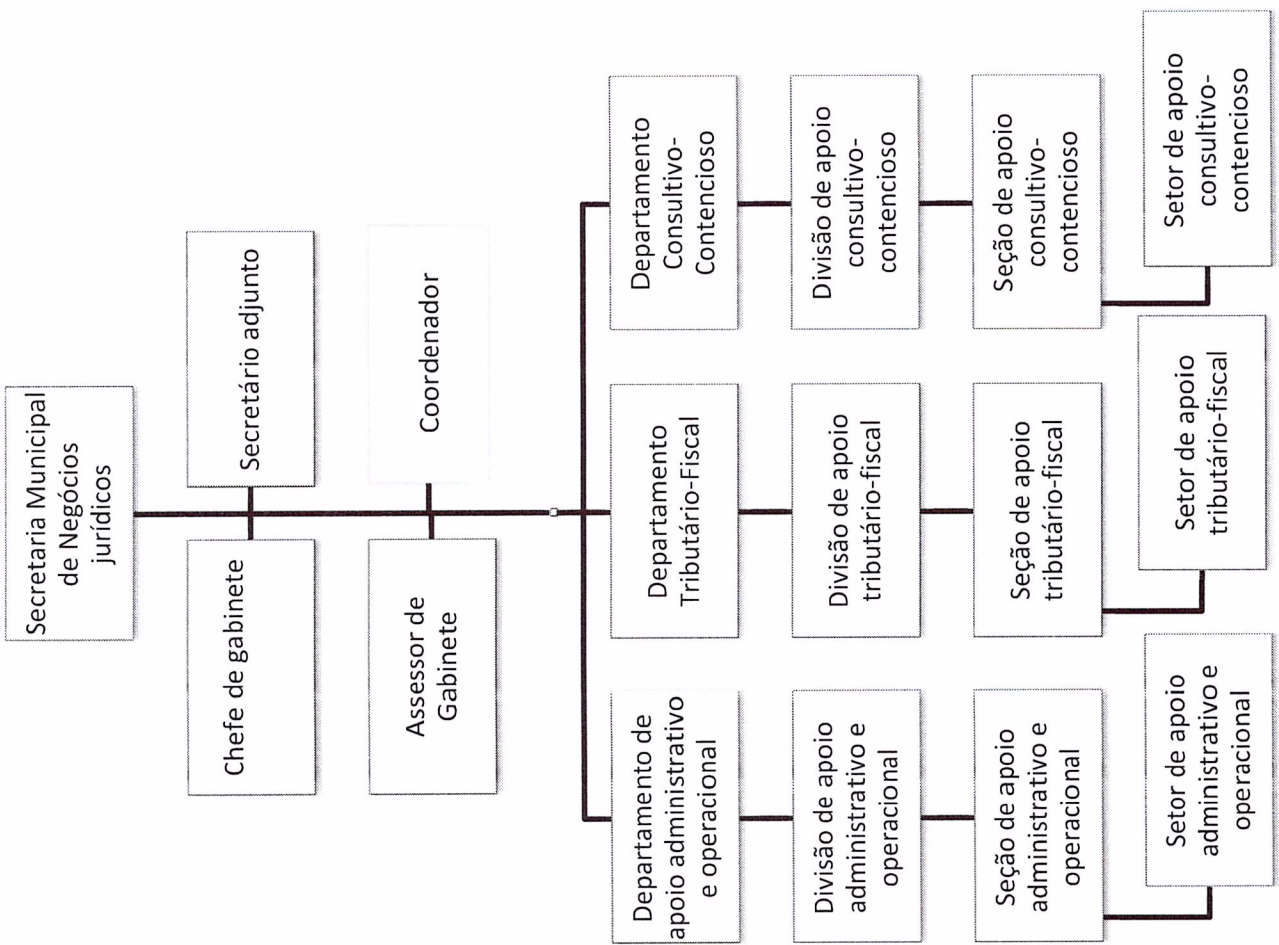 Secretaria Municipal
de Negócios
jurídicos
Chefe de gabinete
Secretário adjunto
Assessor de
Gabinete
Coordenador
Departamento de
apoio administrativo
e operacional
Departamento
Tributário-Fiscal
Departamento
Consultivo-
Contencioso
Divisão de apoio
administrativo e
operacional
Divisão de apoio
tributário-fiscal
Divisão de apoio
consultivo-
contencioso
Seção de apoio
administrativo e
operacional
Seção de apoio
tributário-fiscal
Seção de apoio
consultivo-
contencioso
Setor de apoio
administrativo e
operacional
Setor de apoio
tributário-fiscal
Setor de apoio
consultivo-
contencioso